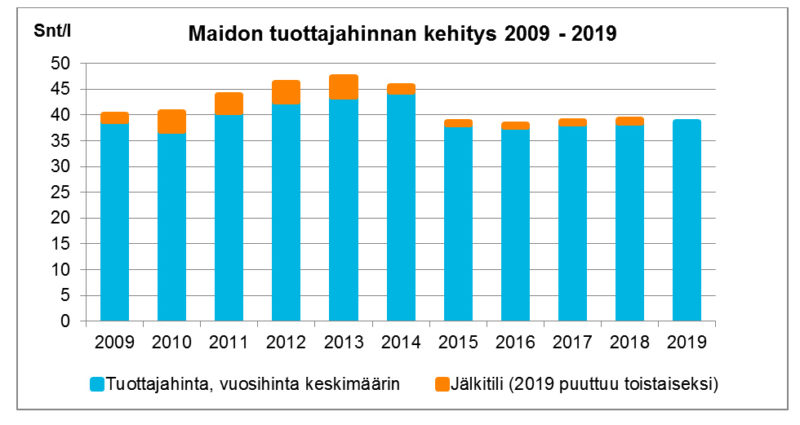 Snt/l
Maidon tuottajahinnan kehitys 2009 - 2019
50
45
40
35
30
25
20
15
10
5
0
2009 2010 2011 2012 2013 2014 2015 2016 2017 2018 2019
Tuottajahinta, vuosihinta keskimäärin Jälkitili (2019 puuttuu toistaiseksi)